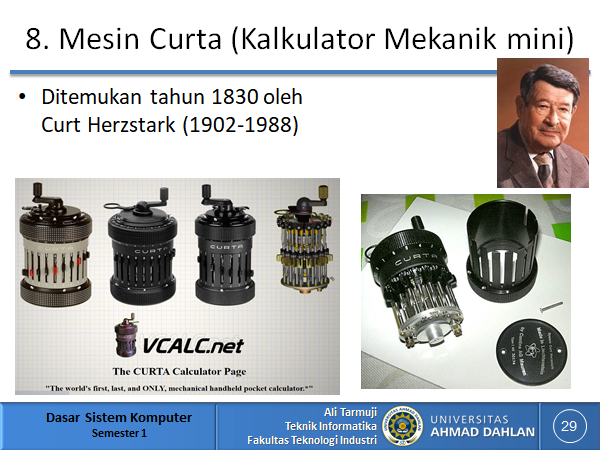 8. Mesin Curta (Kalkulator Mekanik mini)
• Ditemukan tahun 1830 oleh
Curt Herzstark (1902-1988)
CURTA
CURTA
CURTA
CURTA
VCALC.net
The CURTA Calculator Page
"The world's first, last, and ONLY, mechanical handheld pocket calculator.*"
Dasar Sistem Komputer
Semester 1
Ali Tarmuji
Teknik Informatika
Fakultas Teknologi Industri
UNIVERSITAS
AHMAD DAHLAN
29